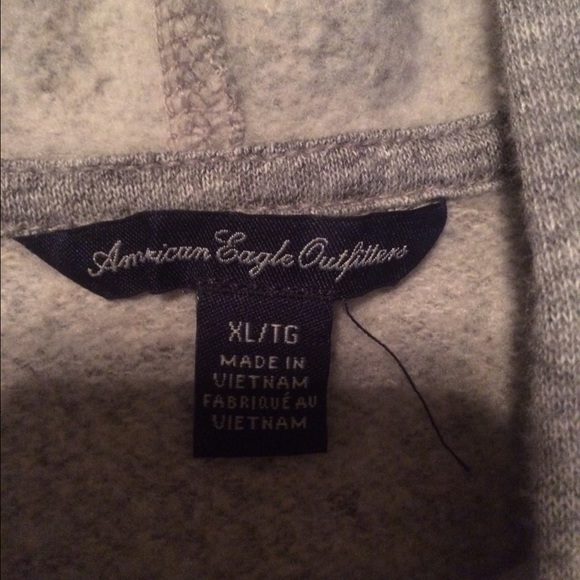 American Eagle Outfitters
XL/TG
MADE IN
VIETNAM
FABRIQUÉ AU
VIETNAM